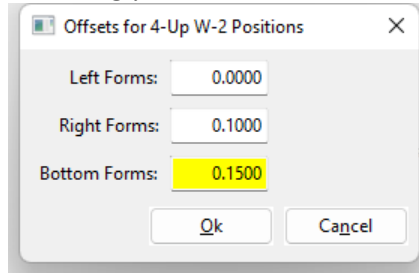 Offsets for 4-Up W-2 Positions
Left Forms: 0.0000
Right Forms: 0.1000
Bottom Forms: 0.1500
Ok Cancel